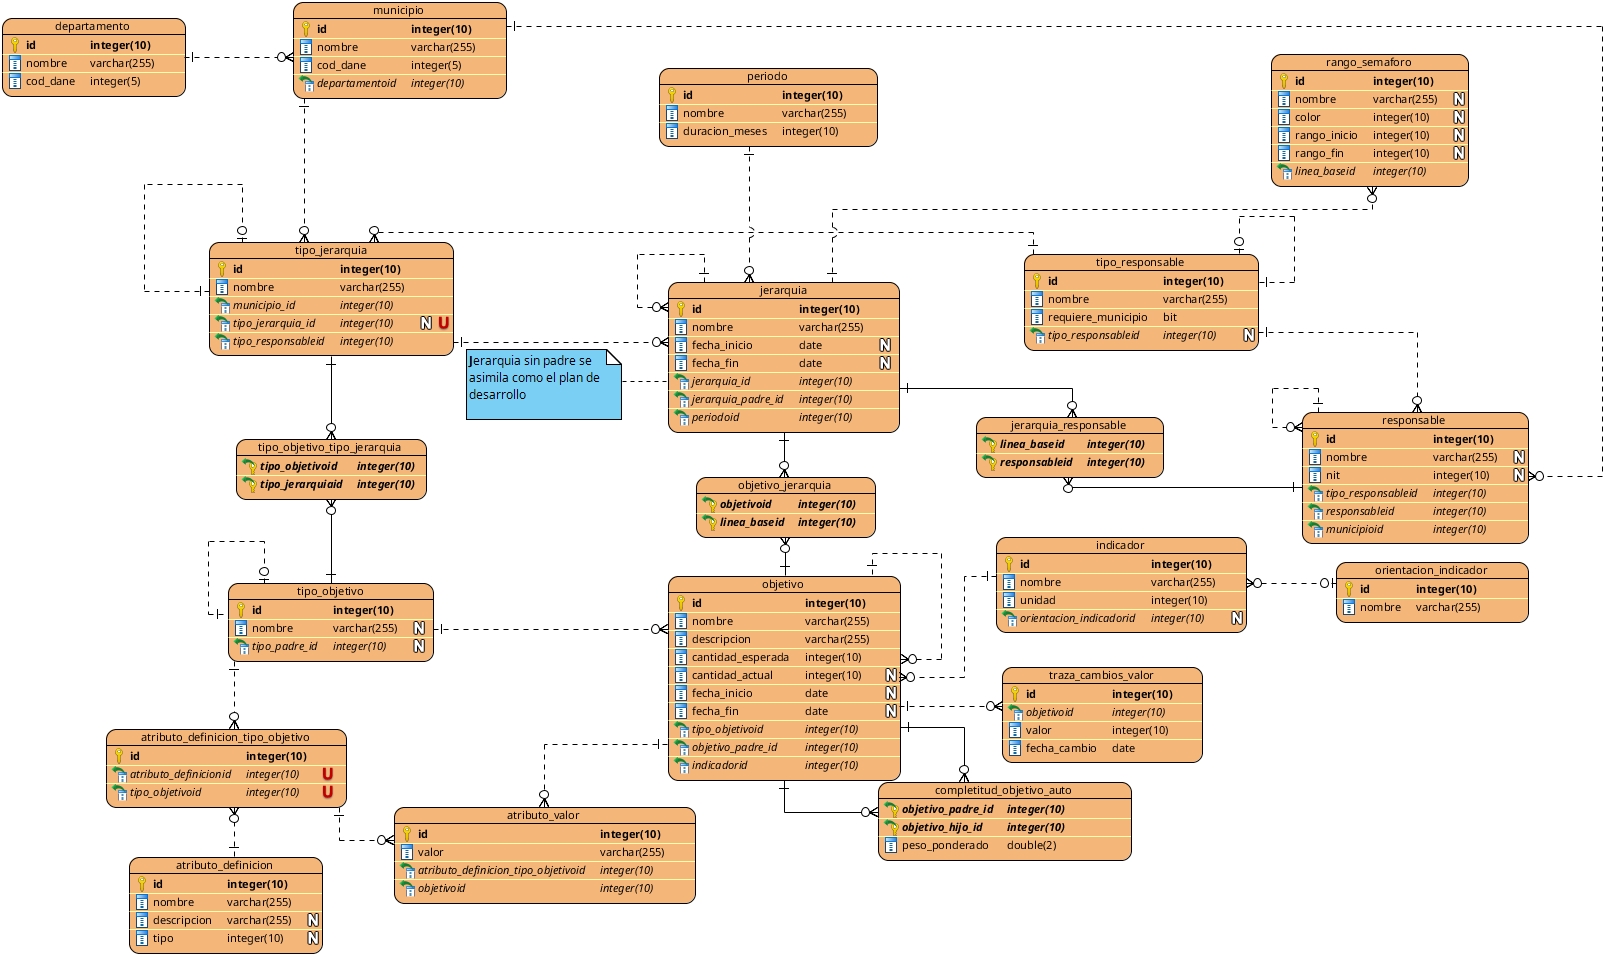 departamento
id integer(10)
nombre varchar(255)
cod_dane integer(5)
municipio
id integer(10)
nombre varchar(255)
cod_dane integer(5)
departamentoid integer(10)
periodo
id integer(10)
nombre varchar(255)
duracion_meses integer(10)
rango_semaforo
id integer(10)
nombre varchar(255) N
color integer(10) N
rango_inicio integer(10) N
rango_fin integer(10) N
linea_baseid integer(10)
tipo_jerarquia
id integer(10)
nombre varchar(255)
municipio_id integer(10)
tipo_jerarquia_id integer(10) N U
tipo_responsableid integer(10)
jerarquia
id integer(10)
nombre varchar(255)
fecha_inicio date N
fecha_fin date N
jerarquia_id integer(10)
jerarquia_padre_id integer(10)
periodoid integer(10)
tipo_responsable
id integer(10)
nombre varchar(255)
requiere_municipio bit
tipo_responsableid integer(10) N
Jerarquia sin padre se
asimila como el plan de
desarrollo
jerarquia_responsable
linea_baseid integer(10)
responsableid integer(10)
responsable
id integer(10)
nombre varchar(255) N
nit integer(10) N
tipo_responsableid integer(10)
responsableid integer(10)
municipioid integer(10)
tipo_objetivo_tipo_jerarquia
tipo_objetivoid integer(10)
tipo_jerarquiaid integer(10)
objetivo_jerarquia
objetivoid integer(10)
linea_baseid integer(10)
indicador
id integer(10)
nombre varchar(255)
unidad integer(10)
orientacion_indicadorid integer(10) N
orientacion_indicador
id integer(10)
nombre varchar(255)
tipo_objetivo
id integer(10)
nombre varchar(255) N
tipo_padre_id integer(10) N
objetivo
id integer(10)
nombre varchar(255)
descripcion varchar(255)
cantidad_esperada integer(10)
cantidad_actual integer(10) N
fecha_inicio date N
fecha_fin date N
tipo_objetivoid integer(10)
objetivo_padre_id integer(10)
indicadorid integer(10)
traza_cambios_valor
id integer(10)
objetivoid integer(10)
valor integer(10)
fecha_cambio date
atributo_definicion_tipo_objetivo
id integer(10)
atributo_definicionid integer(10) U
tipo_objetivoid integer(10) U
completitud_objetivo_auto
objetivo_padre_id integer(10)
objetivo_hijo_id integer(10)
peso_ponderado double(2)
atributo_valor
id integer(10)
valor varchar(255)
atributo_definicion_tipo_objetivoid integer(10)
objetivoid integer(10)
atributo_definicion
id integer(10)
nombre varchar(255)
descripcion varchar(255) N
tipo integer(10) N